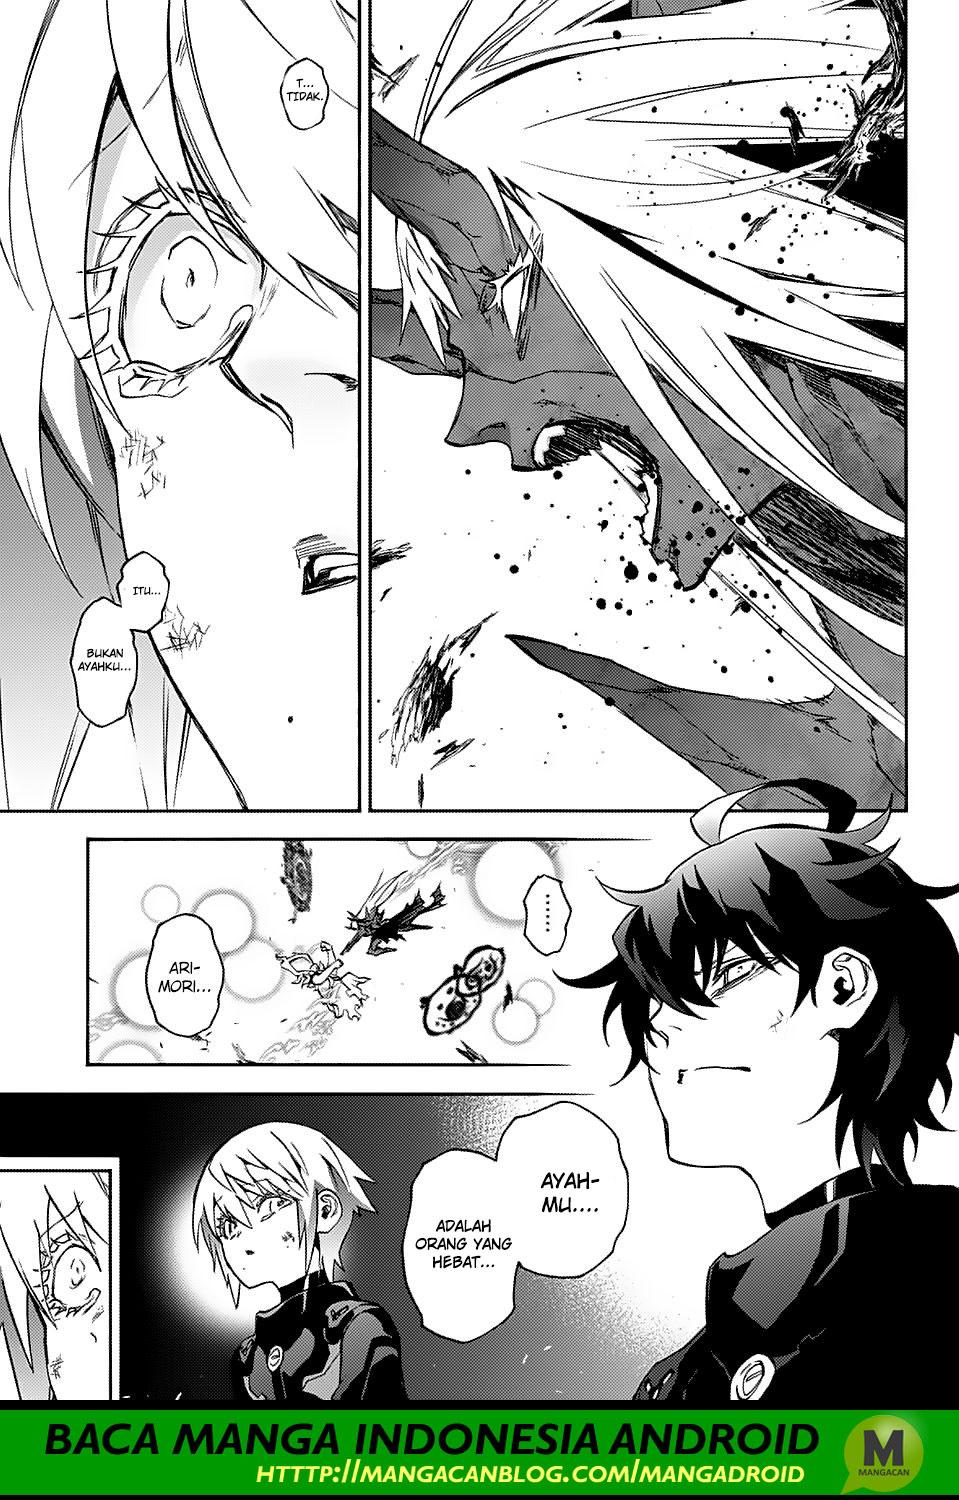 T...
TIDAK.
ITU...
BUKAN
AYAHKU...
......
ARI-
MORI...
AYAH-
MU....
ADALAH
ORANG YANG
HEBAT...
BACA MANGA INDONESIA ANDROID
HTTTP://MANGACANBLOG.COM/MANGADROID
M
MANGACAN